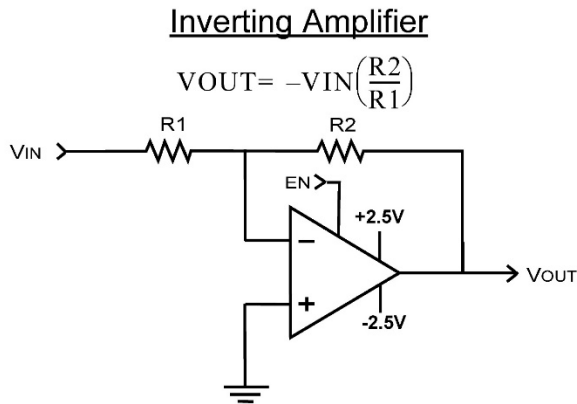 Inverting Amplifier
VOUT= –VIN(R2/R1)
R1
R2
VIN
EN
+2.5V
−
+
VOUT
-2.5V